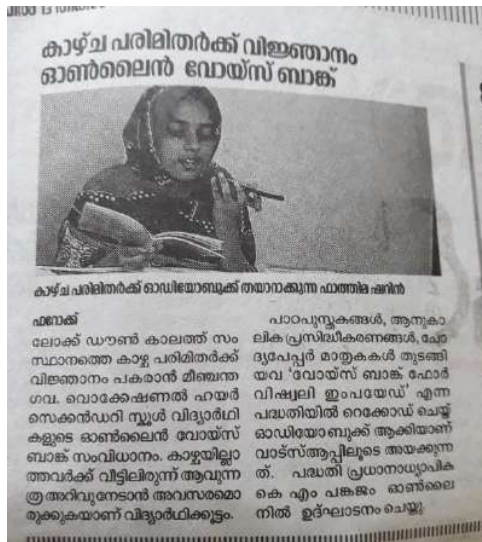 കാഴ്ച പരിമിതർക്ക് വിജ്ഞാനം
ഓൺലൈൻ വോയ്സ് ബാങ്ക്
കാഴ്ച പരിമിതർക്ക് ഓഡിയോബുക്ക് തയാറാക്കുന്ന ഫാത്തിമ ഷറിൻ
ഫറോക്ക്
ലോക്ക് ഡൗൺ കാലത്ത് സം
സ്ഥാനത്തെ കാഴ്ച പരിമിതർക്ക്
വിജ്ഞാനം പകരാൻ മീഞ്ചന്ത
ഗവ. വൊക്കേഷണൽ ഹയർ
സെക്കൻഡറി സ്കൂൾ വിദ്യാർഥി
കളുടെ ഓൺലൈൻ വോയ്സ്
ബാങ്ക് സംവിധാനം. കാഴ്ചയില്ലാ
ത്തവർക്ക് വീട്ടിലിരുന്ന് ആവുന്ന
ത്ര അറിവുനേടാൻ അവസരമൊ
രുക്കുകയാണ് വിദ്യാർഥിക്കൂട്ടം.
പാഠപുസ്തകങ്ങൾ, ആനുകാ
ലിക പ്രസിദ്ധീകരണങ്ങൾ, ചോ
ദ്യപേപ്പർ മാതൃകകൾ തുടങ്ങി
യവ 'വോയ്സ് ബാങ്ക് ഫോർ
വിഷ്വലി ഇംപയേഡ്' എന്ന
പദ്ധതിയിൽ റെക്കോഡ് ചെയ്ത്
ഓഡിയോബുക്ക് ആക്കിയാണ്
വാട്സ്ആപ്പിലൂടെ അയക്കുന്ന
ത്. പദ്ധതി പ്രധാനാധ്യാപിക
കെ എം പങ്കജം ഓൺലൈ
നിൽ ഉദ്ഘാടനം ചെയ്തു.